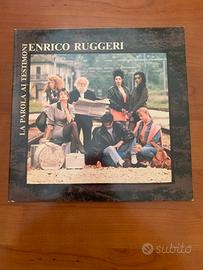 ENRICO RUGGERI
LA PAROLA AI TESTIMONI
subito